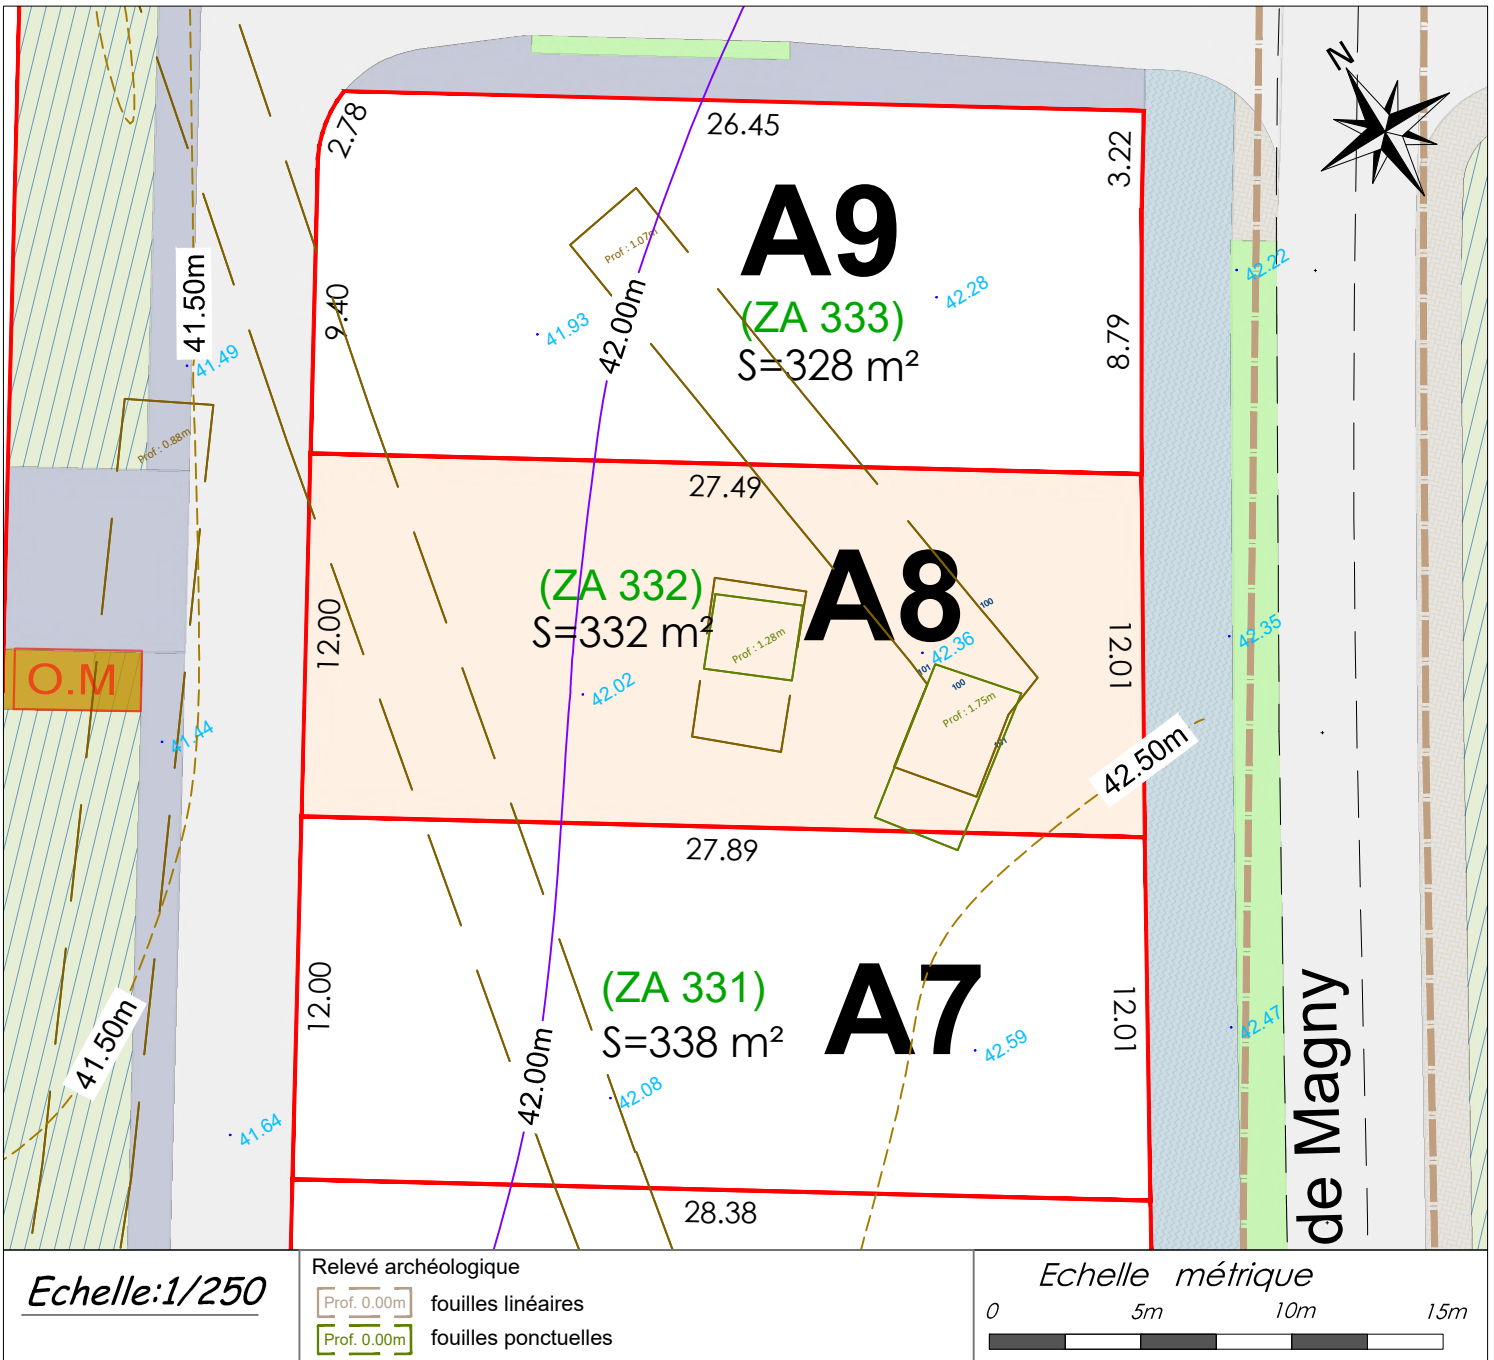 N
2.78
26.45
3.22
A9
Prof : 1.07m
41.50m
42.22
42.28
(ZA 333)
9.40
41.93
42.00m
8.79
41.49
S=328 m²
Prof : 0.88m
27.49
A8
(ZA 332)
100
12.00
S=332 m²
Prof : 1.28m
42.35
12.01
42.36
101
100
O.M
42.02
Prof : 1.75m
41.44
42.50m
27.89
A7
(ZA 331)
12.00
12.01
42.47
S=338 m²
42.59
41.50m
42.00m
42.08
41.64
de Magny
28.38
Echelle:1/250
Relevé archéologique
Prof. 0.00m fouilles linéaires
Prof. 0.00m fouilles ponctuelles
Echelle métrique
0 5m 10m 15m